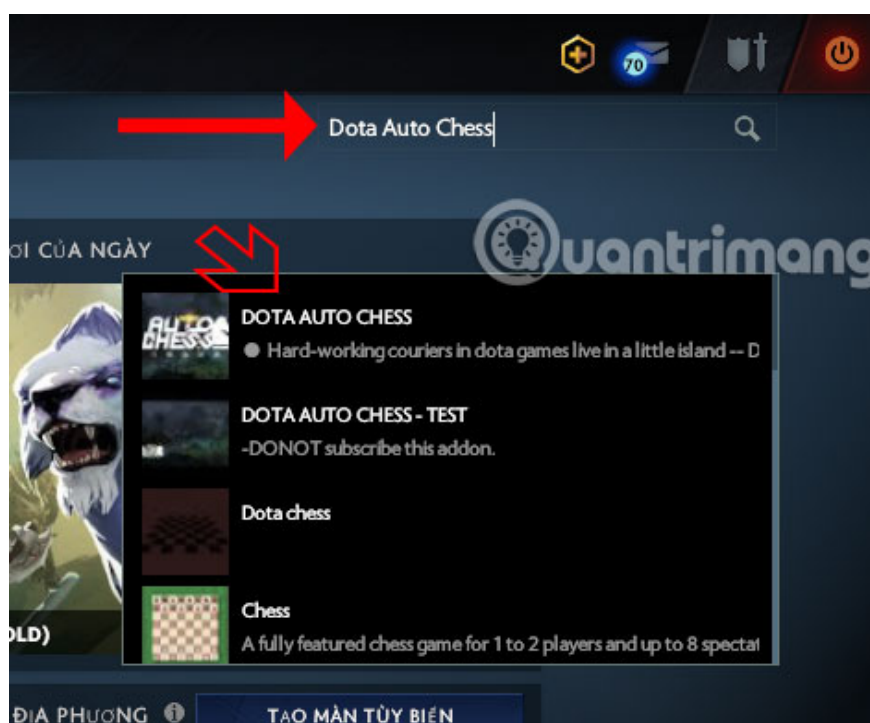 70
Dota Auto Chess
ƠI CỦA NGÀY
Quantrimang
AUTO CHESS
DOTA AUTO CHESS
Hard-working couriers in dota games live in a little island -- D
DOTA AUTO CHESS - TEST
-DONOT subscribe this addon.
Dota chess
Chess
A fully featured chess game for 1 to 2 players and up to 8 spectat
OLD)
ĐỊA PHƯƠNG
TẠO MÀN TÙY BIẾN